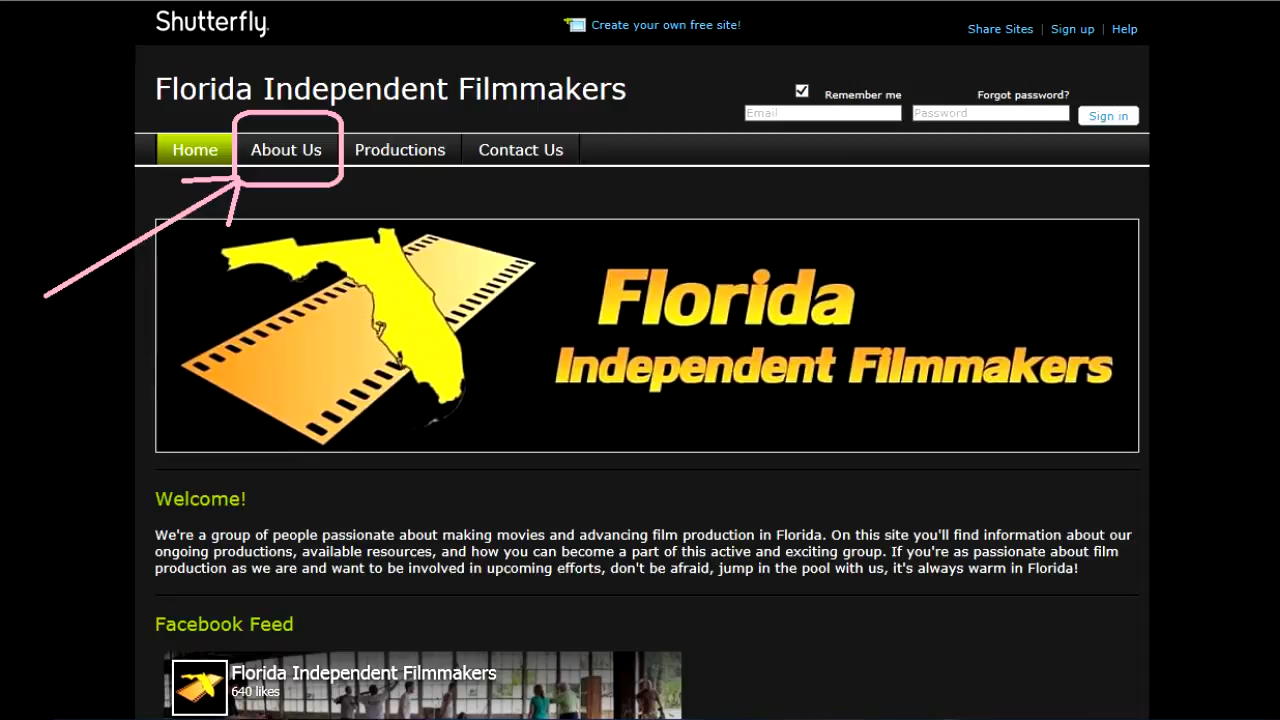 Shutterfly.
Create your own free site!
Share Sites | Sign up | Help
Florida Independent Filmmakers
Remember me
Forgot password?
Email
Password
Sign in
Home
About Us
Productions
Contact Us
Florida
Independent Filmmakers
Welcome!
We're a group of people passionate about making movies and advancing film production in Florida. On this site you'll find information about our
ongoing productions, available resources, and how you can become a part of this active and exciting group. If you're as passionate about film
production as we are and want to be involved in upcoming efforts, don't be afraid, jump in the pool with us, it's always warm in Florida!
Facebook Feed
Florida Independent Filmmakers
640 likes